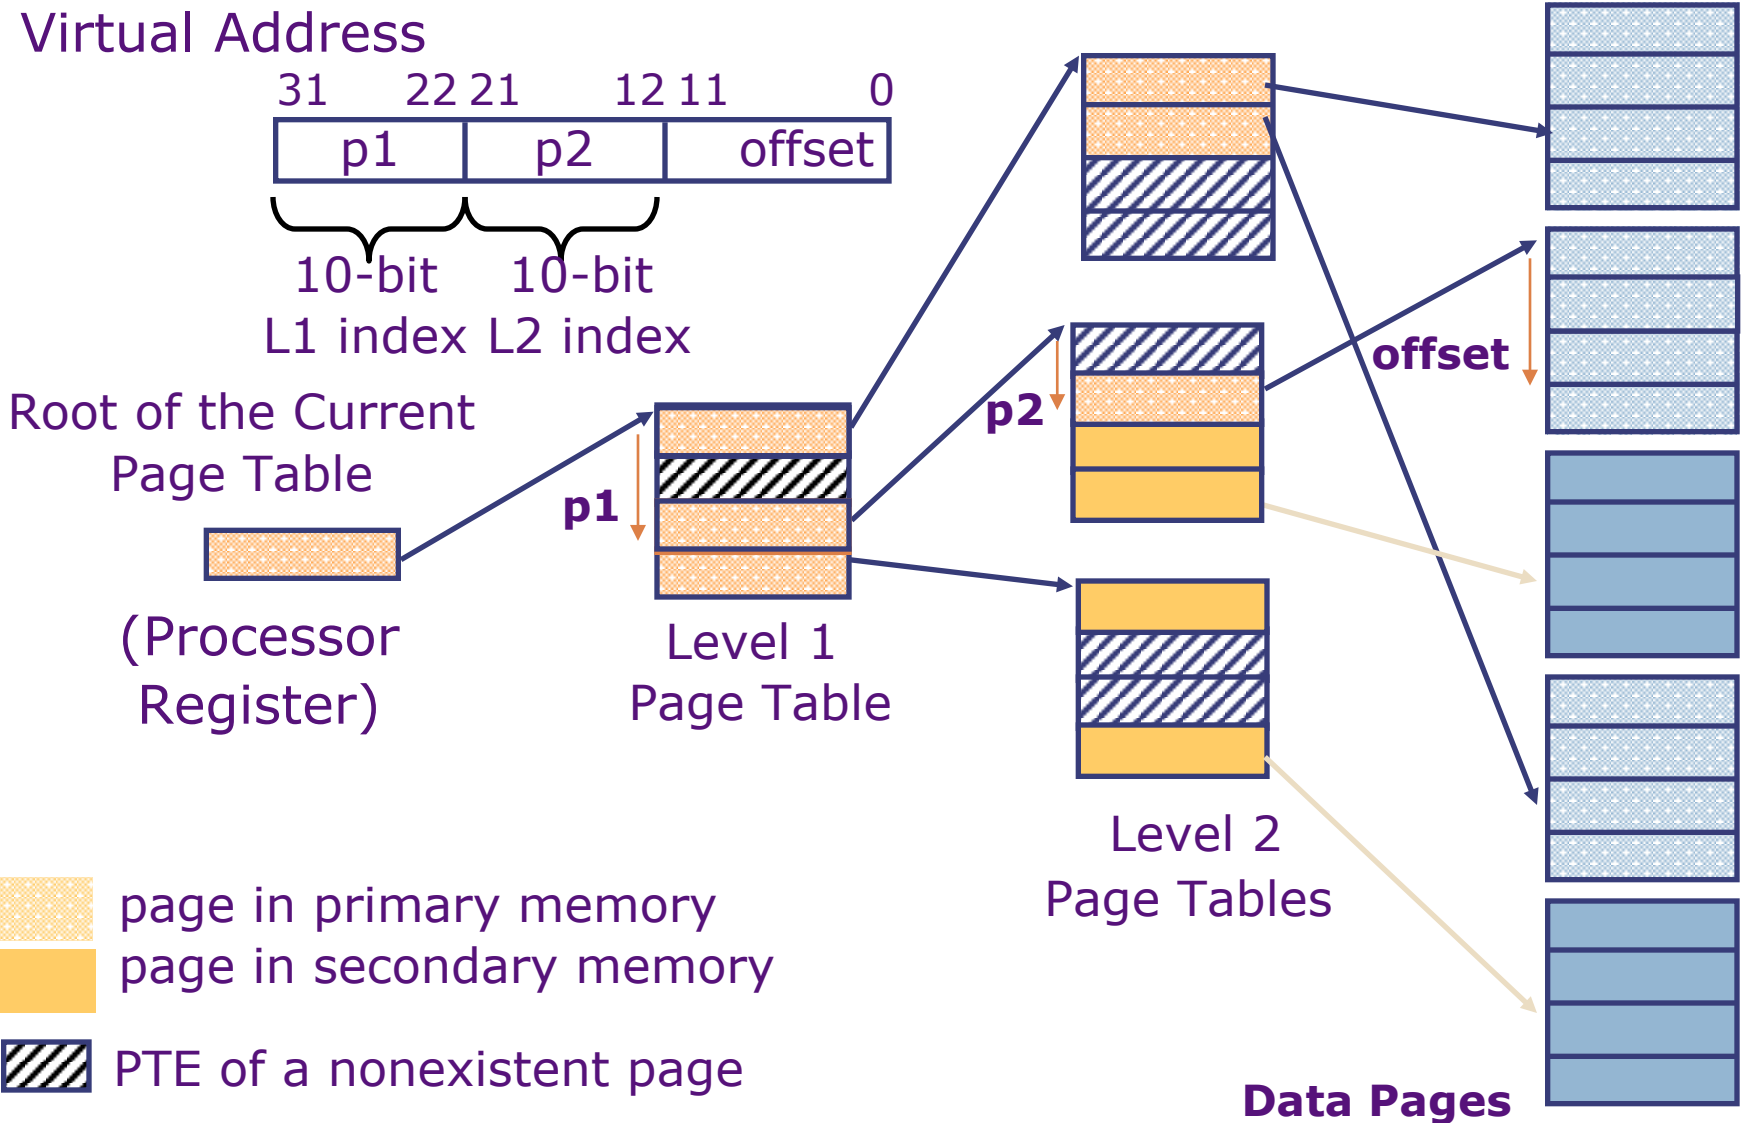 Virtual Address
31 22 21 12 11 0
p1 p2 offset
10-bit 10-bit
L1 index L2 index
Root of the Current
Page Table
(Processor
Register)
p1
Level 1
Page Table
p2
offset
Level 2
Page Tables
page in primary memory
page in secondary memory
PTE of a nonexistent page
Data Pages